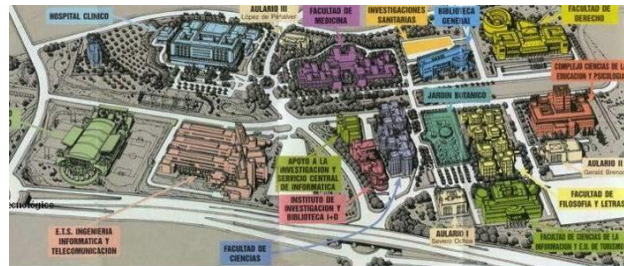 HOSPITAL CLINICO
AULARIO III
López de Peñalver
FACULTAD DE
MEDICINA
INVESTIGACIONES
SANITARIAS
BIBLIOTECA
GENERAL
FACULTAD DE
DERECHO
COMPLEJO CIENCIAS DE LA
EDUCACION Y PSICOLOGIA
JARDIN BOTANICO
APOYO A LA
INVESTIGACION Y
SERVICIO CENTRAL
DE INFORMATICA
INSTITUTO DE
INVESTIGACION Y
BIBLIOTECA I+D
AULARIO II
Gerald Brenan
FACULTAD DE
FILOSOFIA Y LETRAS
Tecnológico
E.T.S. INGENIERIA
INFORMATICA Y
TELECOMUNICACION
FACULTAD DE
CIENCIAS
AULARIO I
Severo Ochoa
FACULTAD DE CIENCIAS DE LA
INFORMACION Y E.U. DE TURISMO